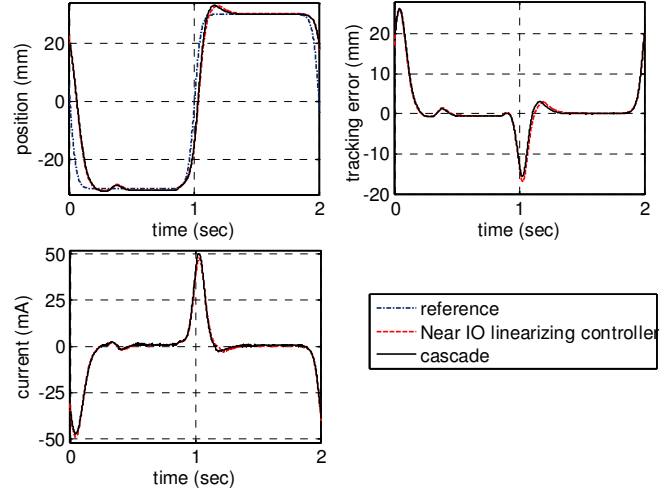 position (mm)
20
0
-20
0
1
2
time (sec)
tracking error (mm)
20
10
0
-10
-20
0
1
2
time (sec)
current (mA)
50
25
0
-25
-50
0
1
2
time (sec)
reference
Near IO linearizing controller
cascade